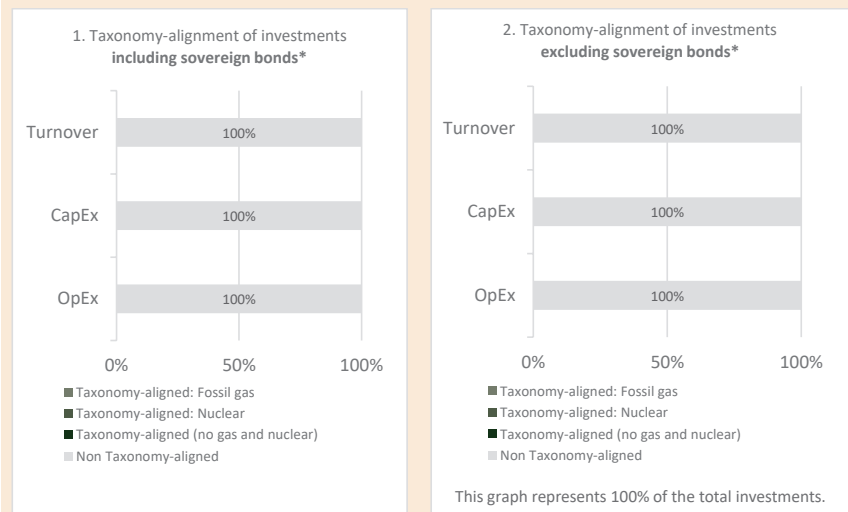 1. Taxonomy-alignment of investments
including sovereign bonds*
Turnover
100%
CapEx
100%
OpEx
100%
0%
50%
100%
Taxonomy-aligned: Fossil gas
Taxonomy-aligned: Nuclear
Taxonomy-aligned (no gas and nuclear)
Non Taxonomy-aligned
2. Taxonomy-alignment of investments
excluding sovereign bonds*
Turnover
100%
CapEx
100%
OpEx
100%
0%
50%
100%
Taxonomy-aligned: Fossil gas
Taxonomy-aligned: Nuclear
Taxonomy-aligned (no gas and nuclear)
Non Taxonomy-aligned
This graph represents 100% of the total investments.